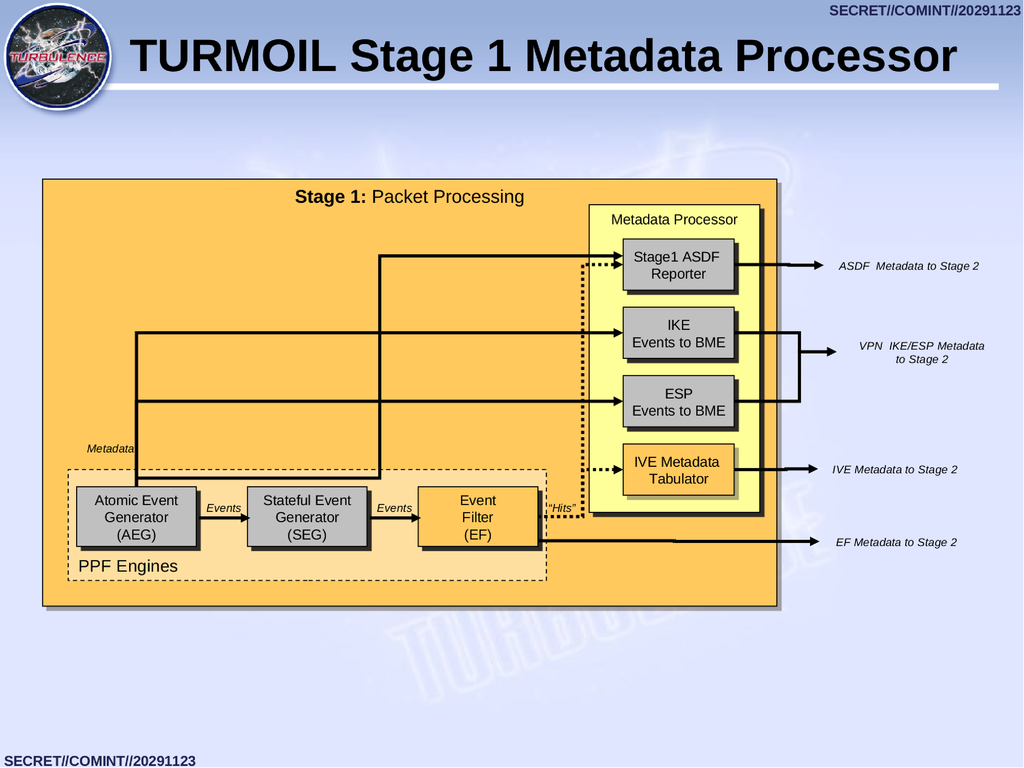 SECRET//COMINT//20291123
TURBULENCE
TURMOIL Stage 1 Metadata Processor
Stage 1: Packet Processing
Metadata Processor
Stage1 ASDF
Reporter
ASDF Metadata to Stage 2
IKE
Events to BME
VPN IKE/ESP Metadata
to Stage 2
ESP
Events to BME
Metadata
IVE Metadata
Tabulator
IVE Metadata to Stage 2
Atomic Event
Generator
(AEG)
Events
Stateful Event
Generator
(SEG)
Events
Event
Filter
(EF)
“Hits”
EF Metadata to Stage 2
PPF Engines
TURBULENCE
SECRET//COMINT//20291123